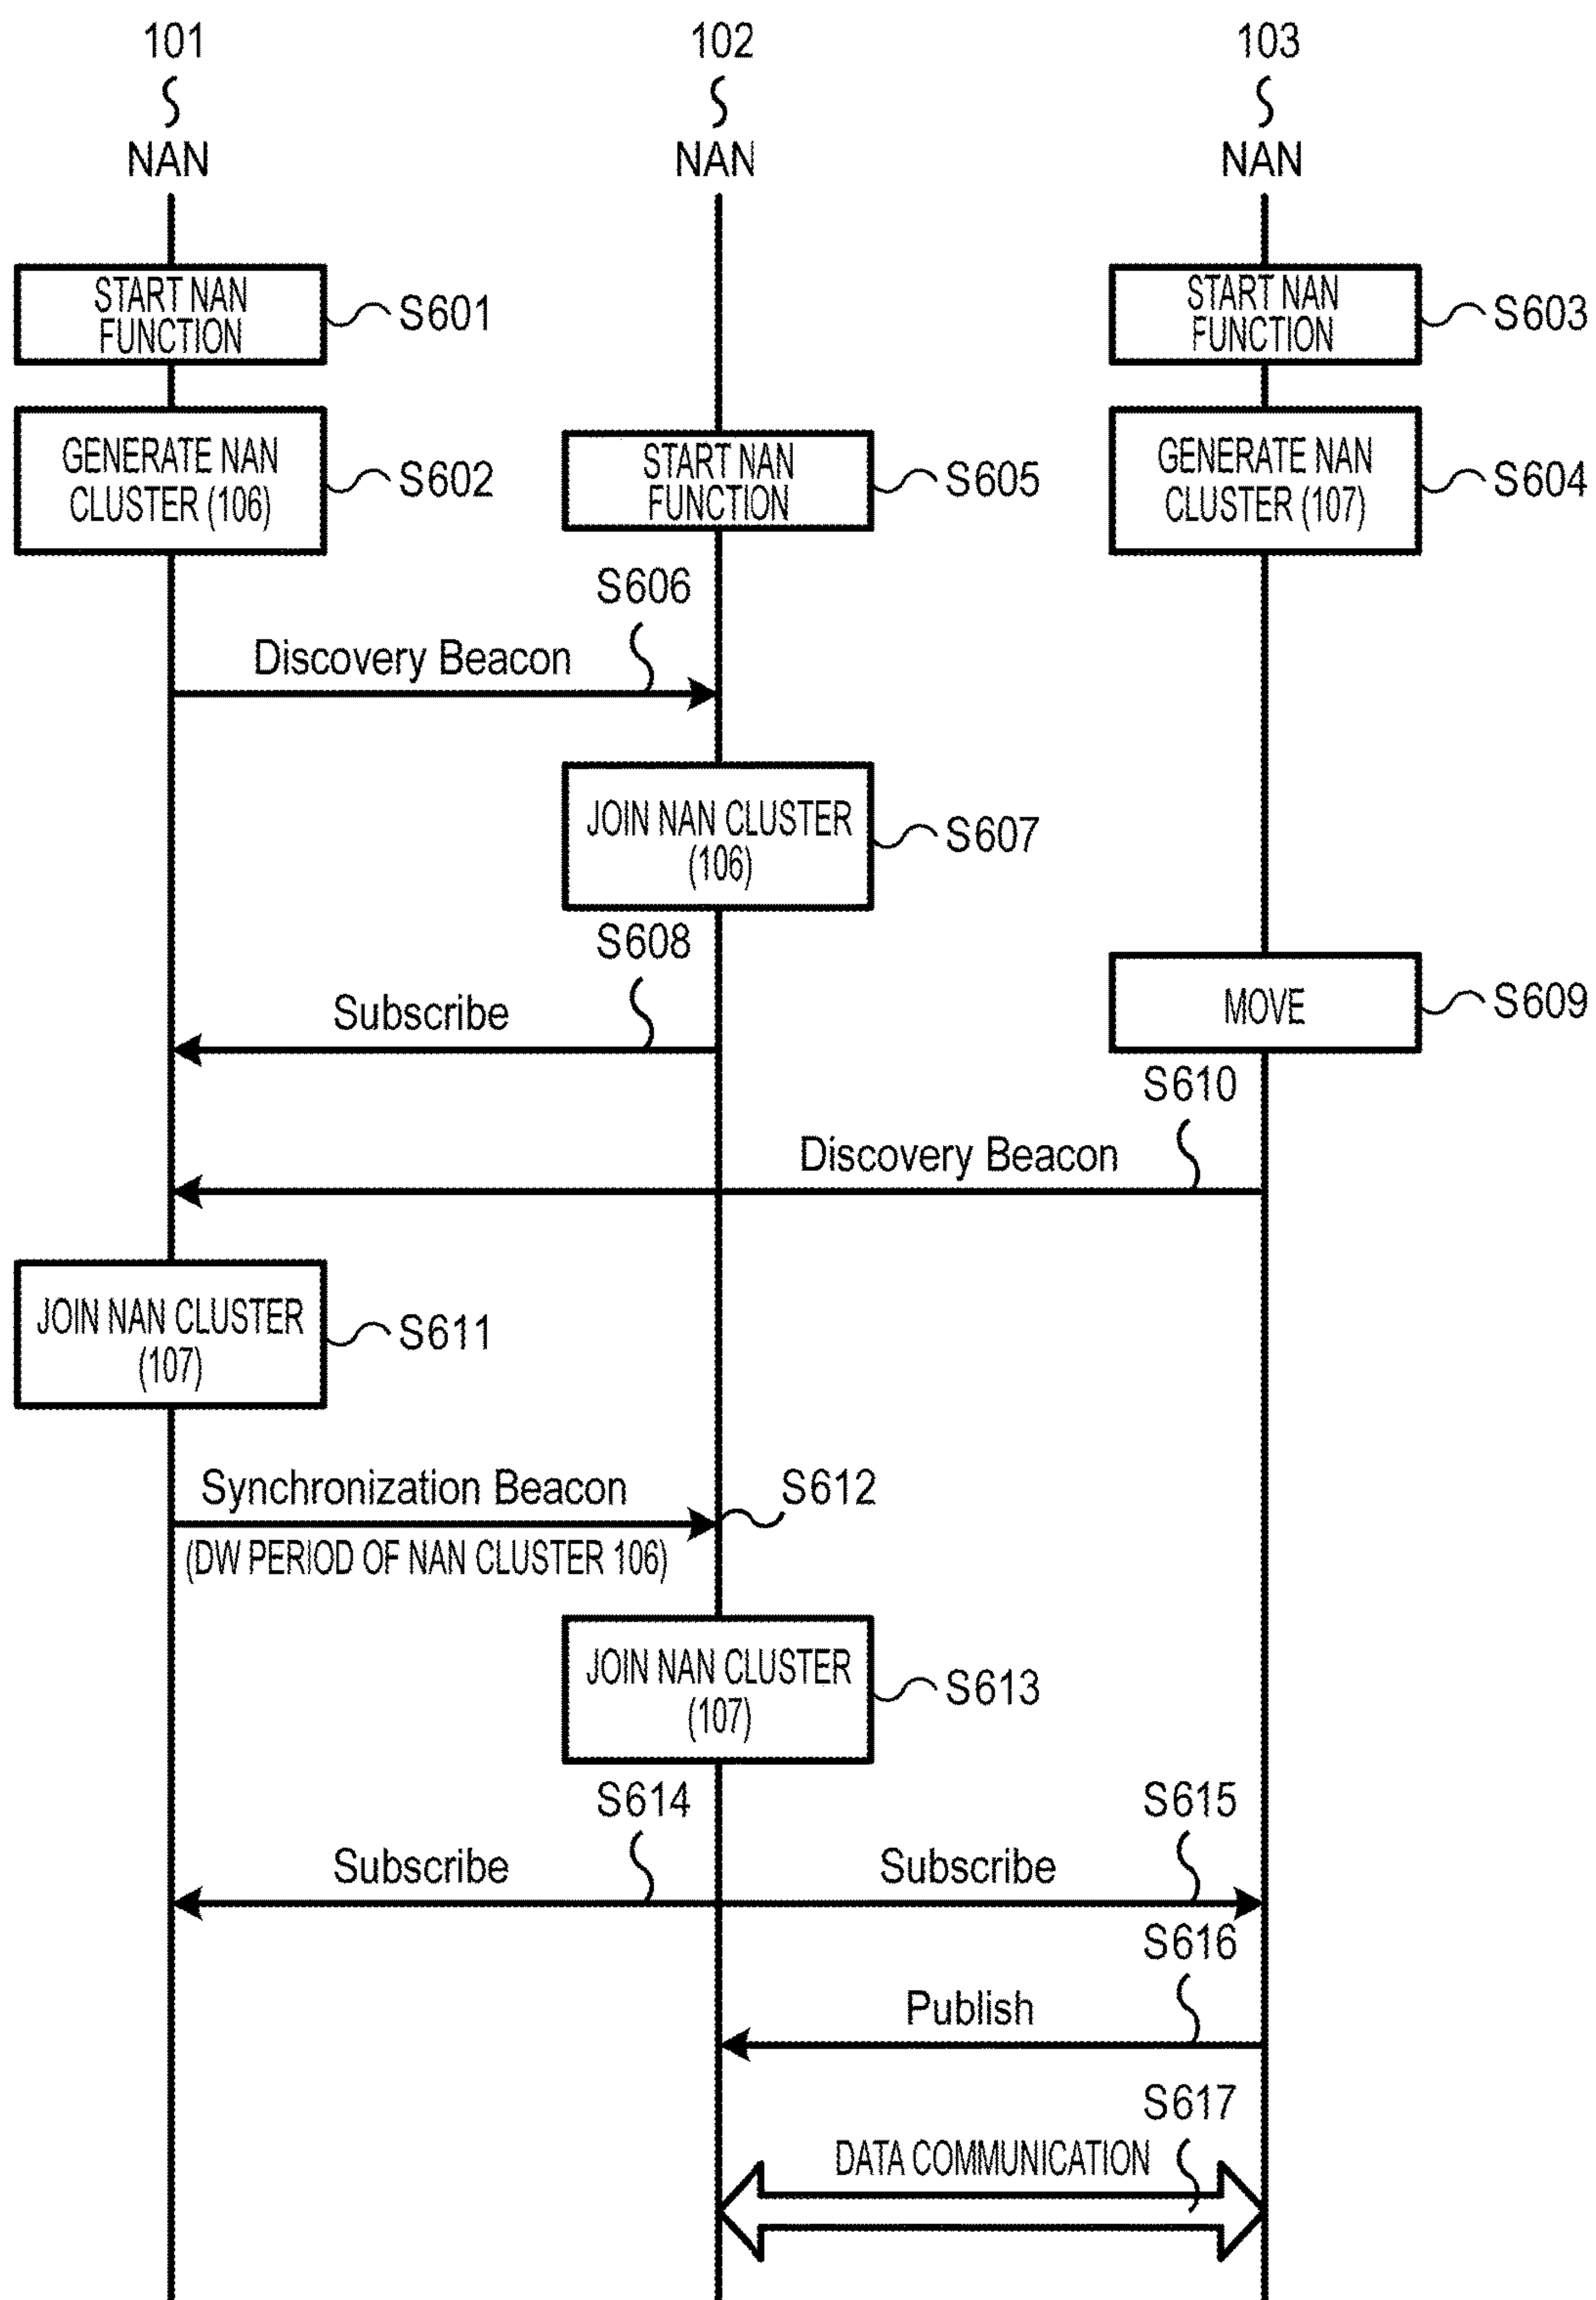 101
102
103
NAN
NAN
NAN
START NAN
FUNCTION
S601
START NAN
FUNCTION
S603
GENERATE NAN
CLUSTER (106)
S602
START NAN
FUNCTION
S605
GENERATE NAN
CLUSTER (107)
S604
S606
Discovery Beacon
JOIN NAN CLUSTER
(106)
S607
S608
Subscribe
MOVE
S609
S610
Discovery Beacon
JOIN NAN CLUSTER
(107)
S611
Synchronization Beacon
S612
(DW PERIOD OF NAN CLUSTER 106)
JOIN NAN CLUSTER
(107)
S613
S614
S615
Subscribe
Subscribe
S616
Publish
S617
DATA COMMUNICATION